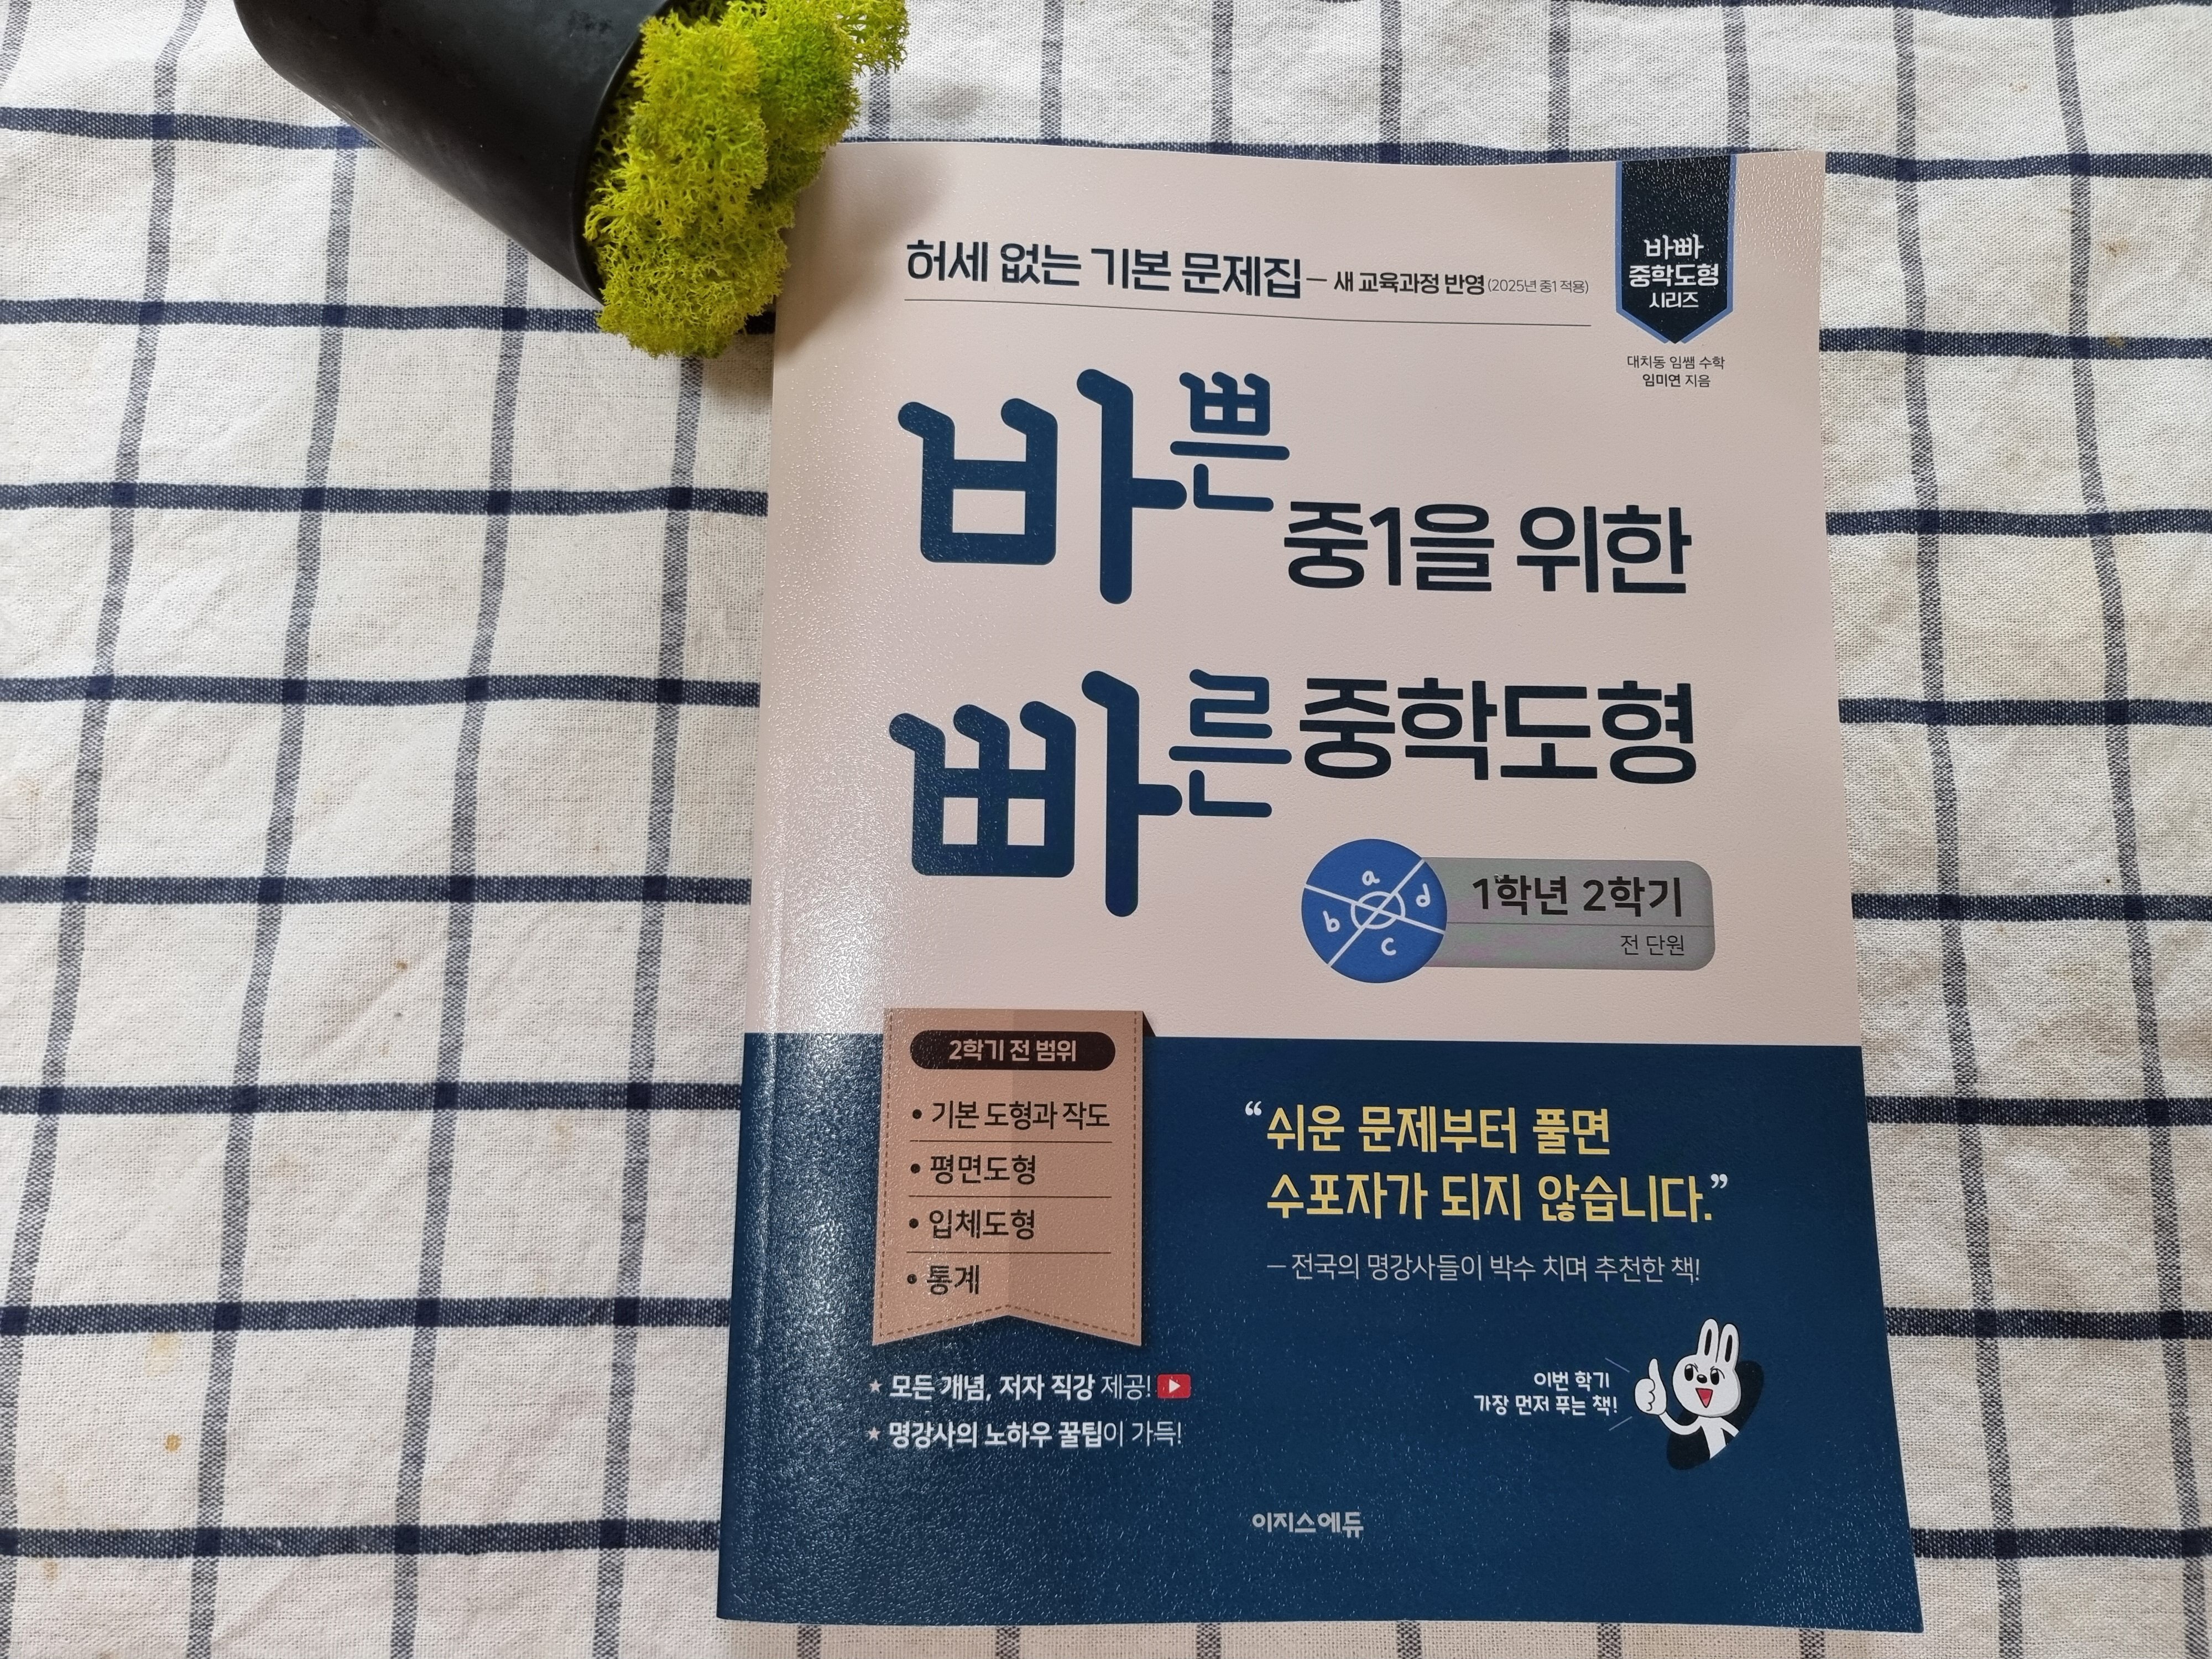 허세 없는 기본 문제집 — 새 교육과정 반영 (2025년 중1 적용)
바빠
중학도형
시리즈
대치동 임쌤 수학
임미연 지음
바쁜 중1을 위한
빠른 중학도형
a
b
c
d
1학년 2학기
전 단원
2학기 전 범위
• 기본 도형과 작도
• 평면도형
• 입체도형
• 통계
“쉬운 문제부터 풀면
수포자가 되지 않습니다.”
— 전국의 명강사들이 박수 치며 추천한 책!
★ 모든 개념, 저자 직강 제공!
★ 명강사의 노하우 꿀팁이 가득!
이번 학기
가장 먼저 푸는 책!
이지스에듀